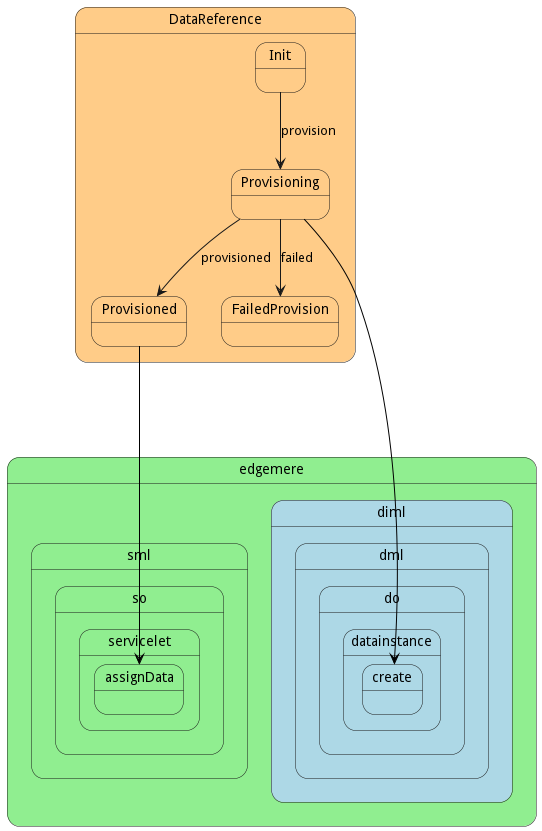 DataReference
Init
provision
Provisioning
provisioned
failed
Provisioned
FailedProvision
edgemere
diml
sml
dml
so
do
servicelet
datainstance
assignData
create